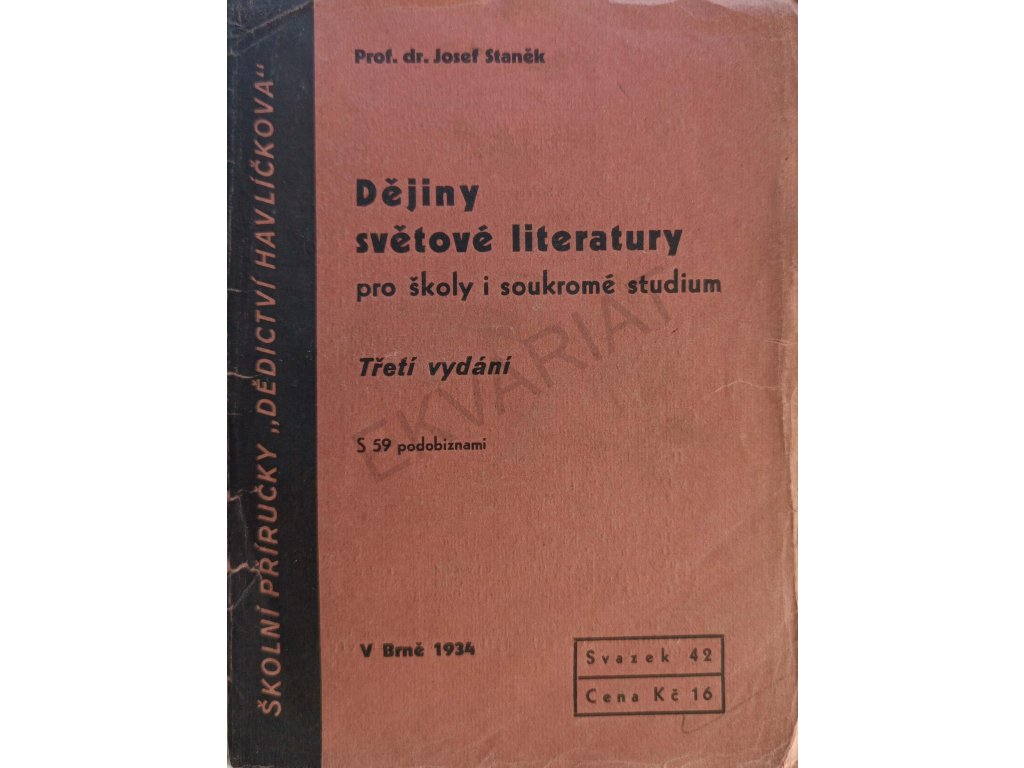 ŠKOLNÍ PŘÍRUČKY „DĚDICTVÍ HAVLÍČKOVA“
Prof. dr. Josef Staněk
Dějiny
světové literatury
pro školy i soukromé studium
Třetí vydání
S 59 podobiznami
EKVARIAT
V Brně 1934
Svazek 42
Cena Kč 16